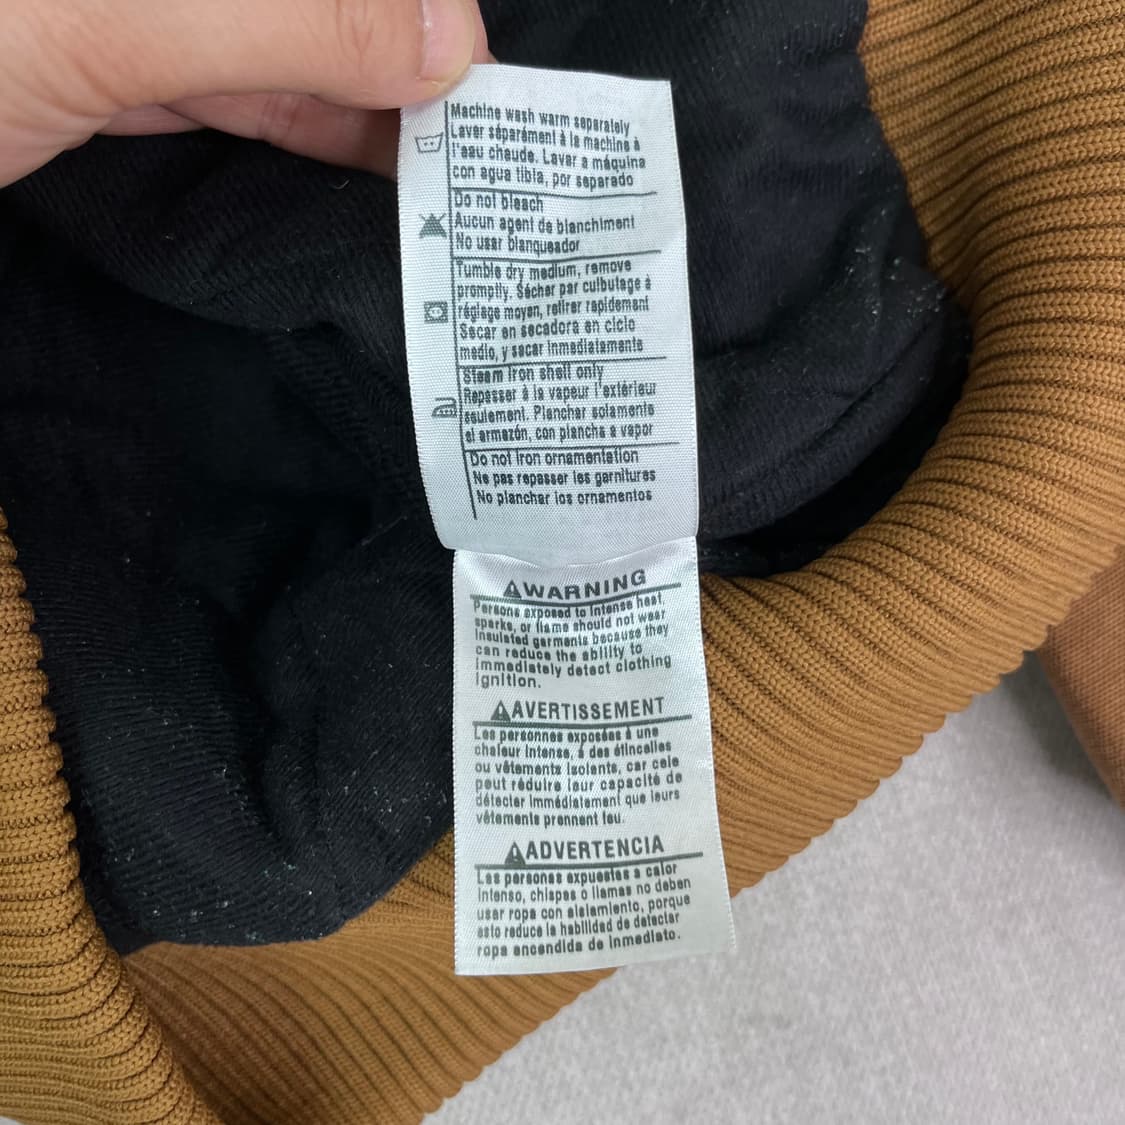 Machine wash warm separately
Laver séparément à la machine à
l'eau chaude. Lavar a máquina
con agua tibia, por separado
Do not bleach
Aucun agent de blanchiment
No usar blanqueador
Tumble dry medium, remove
promptly. Sécher par culbutage à
réglage moyen, retirer rapidement
Secar en secadora en ciclo
medio, y sacar inmediatamente
Steam iron shell only
Repasser à la vapeur l'extérieur
seulement. Planchar solamente
el armazón, con plancha a vapor
Do not iron ornamentation
Ne pas repasser les garnitures
No planchar los ornamentos
WARNING
Persons exposed to intense heat,
sparks, or flame should not wear
insulated garments because they
can reduce the ability to
immediately detect clothing
ignition.
AVERTISSEMENT
Les personnes exposées à une
chaleur intense, à des étincelles
ou vêtements isolants, car cela
peut réduire leur capacité de
détecter immédiatement que leurs
vêtements prennent feu.
ADVERTENCIA
Las personas expuestas a calor
intenso, chispas o llamas no deben
usar ropa con aislamiento, porque
esto reduce la habilidad de detectar
ropa encendida de inmediato.